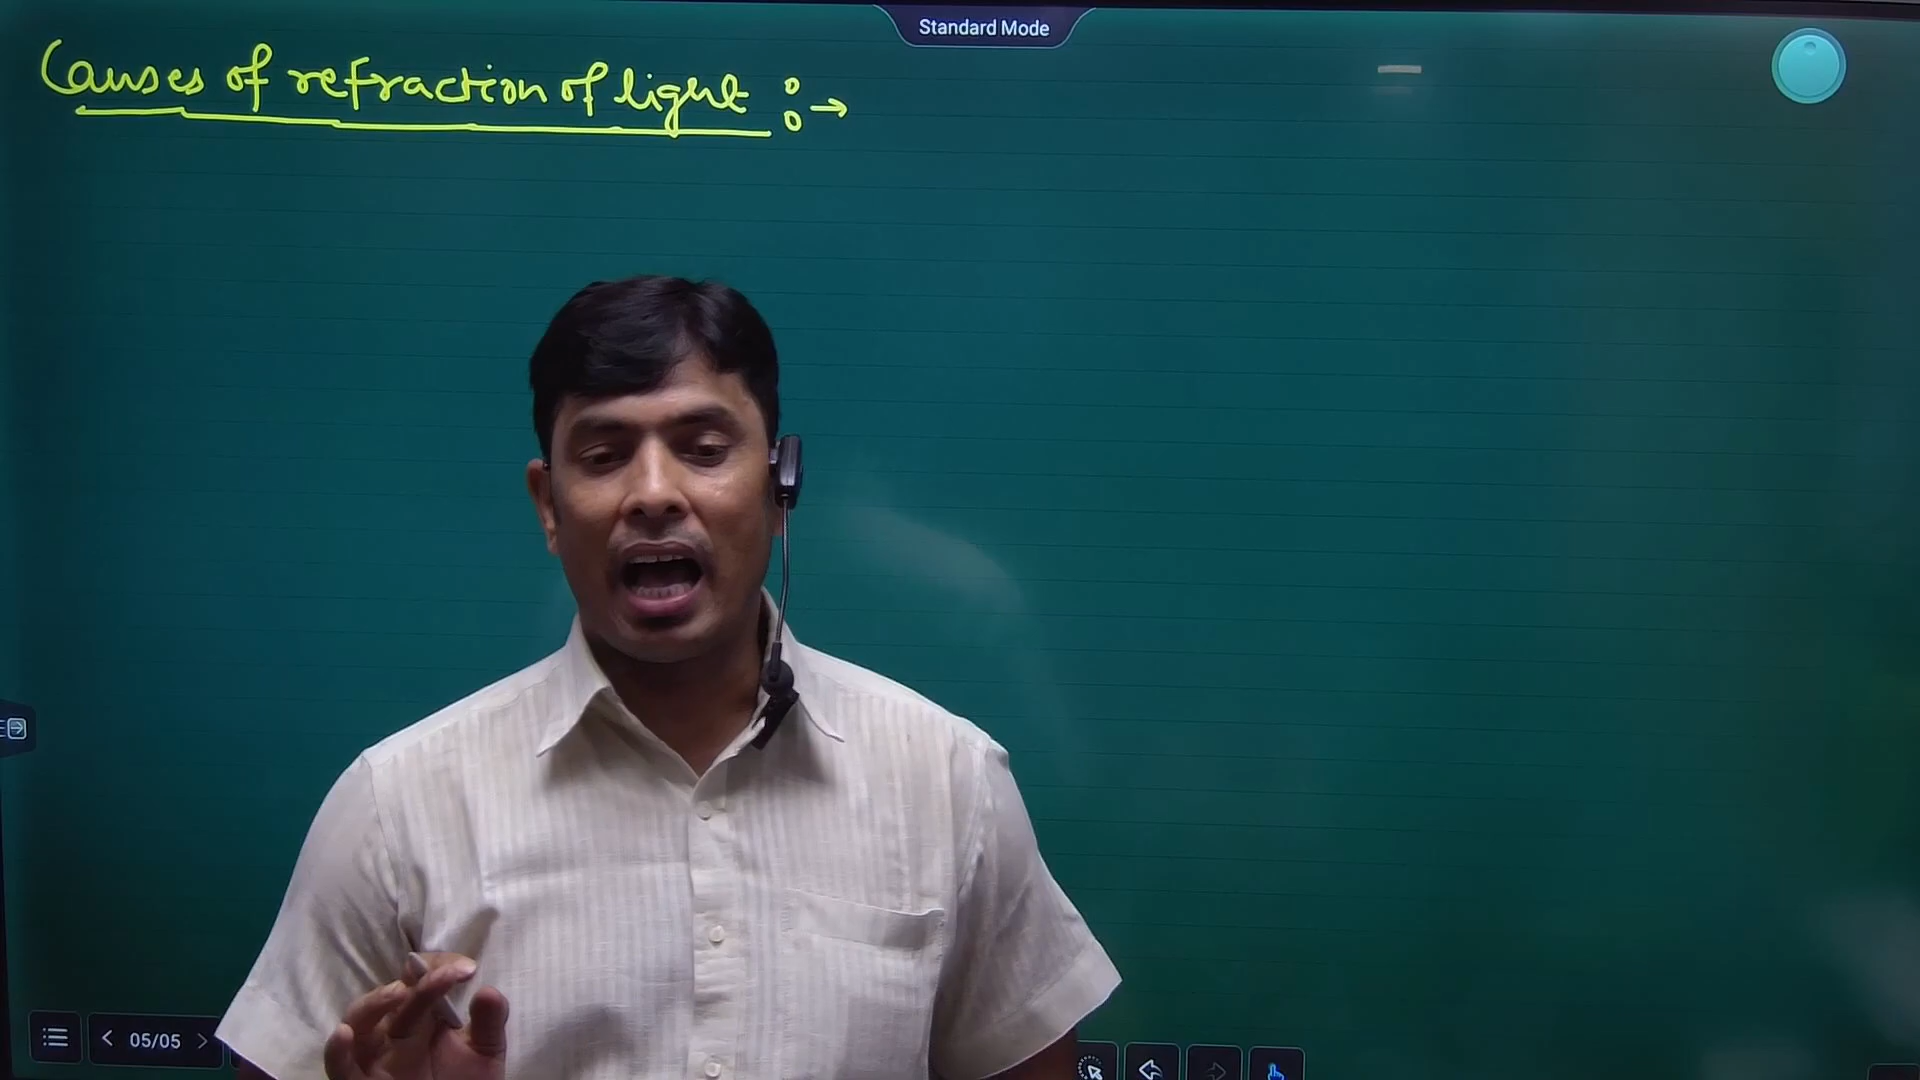 Standard Mode
Causes of refraction of light :→
05/05